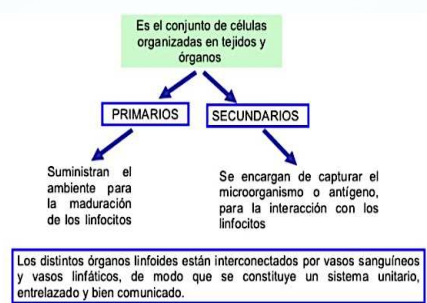 Es el conjunto de células
organizadas en tejidos y
órganos
PRIMARIOS
SECUNDARIOS
Suministran el
ambiente para
la maduración
de los linfocitos
Se encargan de capturar el
microorganismo o antígeno,
para la interacción con los
linfocitos
Los distintos órganos linfoides están interconectados por vasos sanguíneos
y vasos linfáticos, de modo que se constituye un sistema unitario,
entrelazado y bien comunicado.